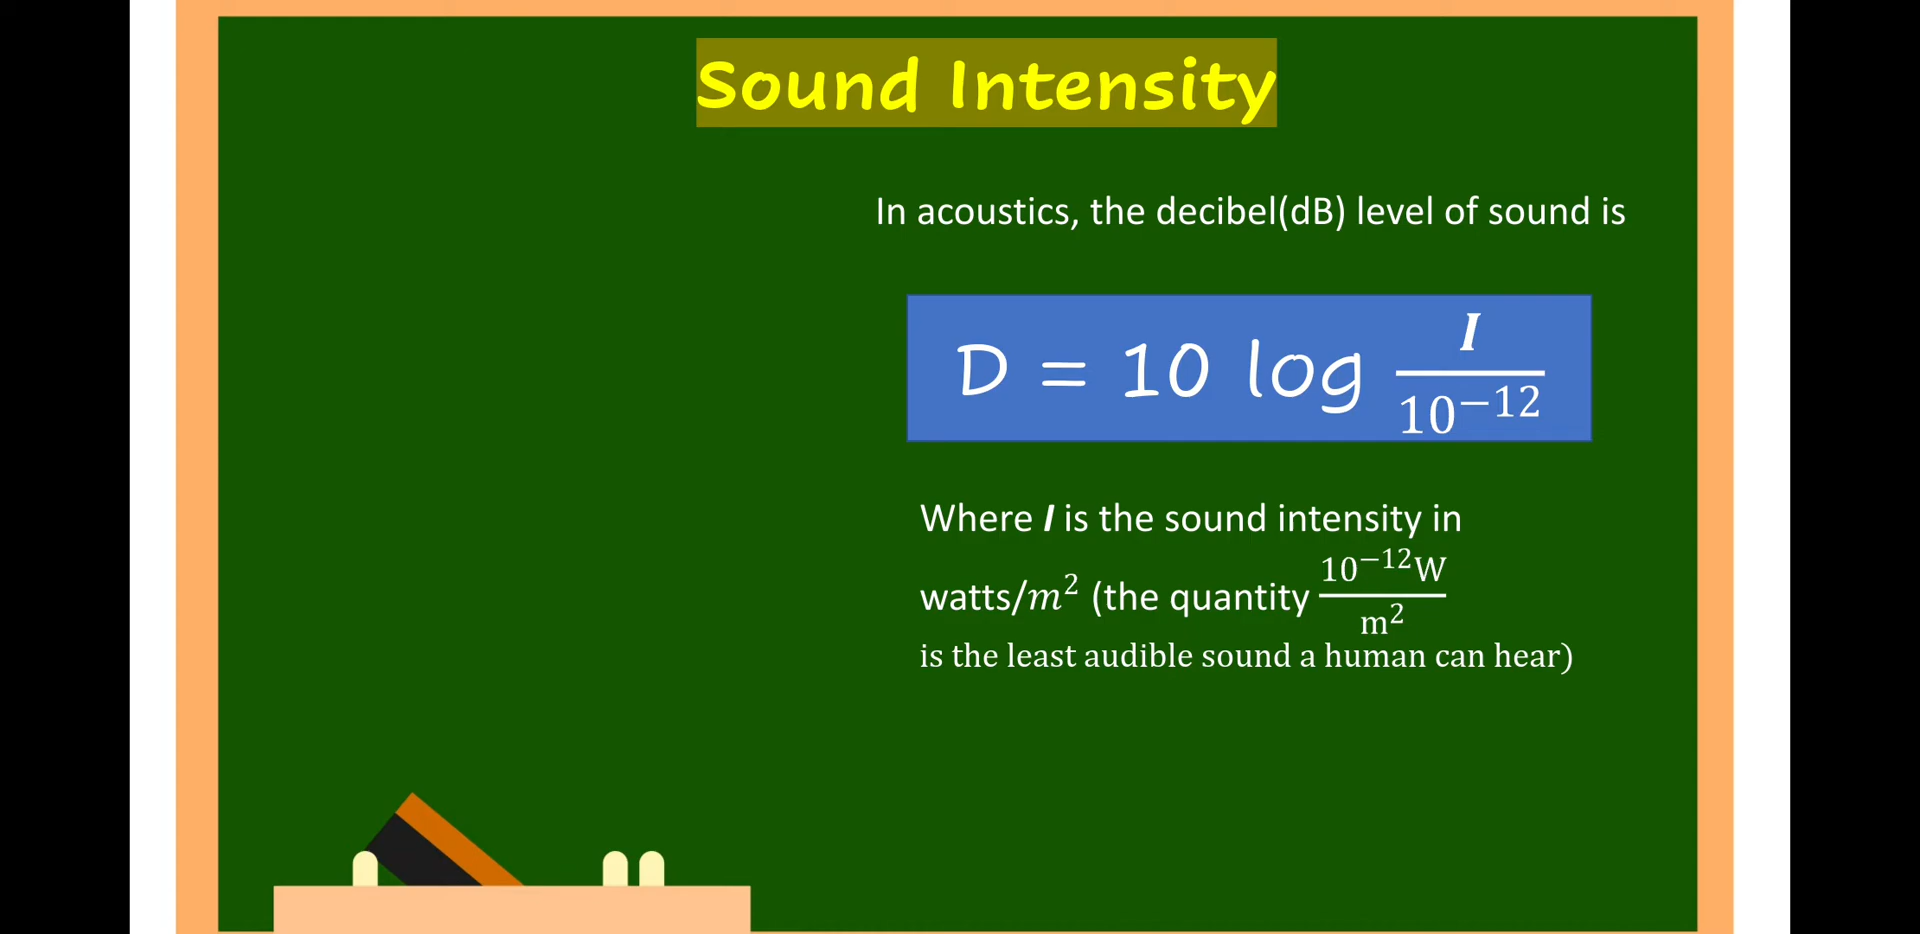 Sound Intensity
In acoustics, the decibel(dB) level of sound is
D = 10 log I/10⁻¹²
Where I is the sound intensity in
watts/m² (the quantity 10⁻¹²W/m²
is the least audible sound a human can hear)